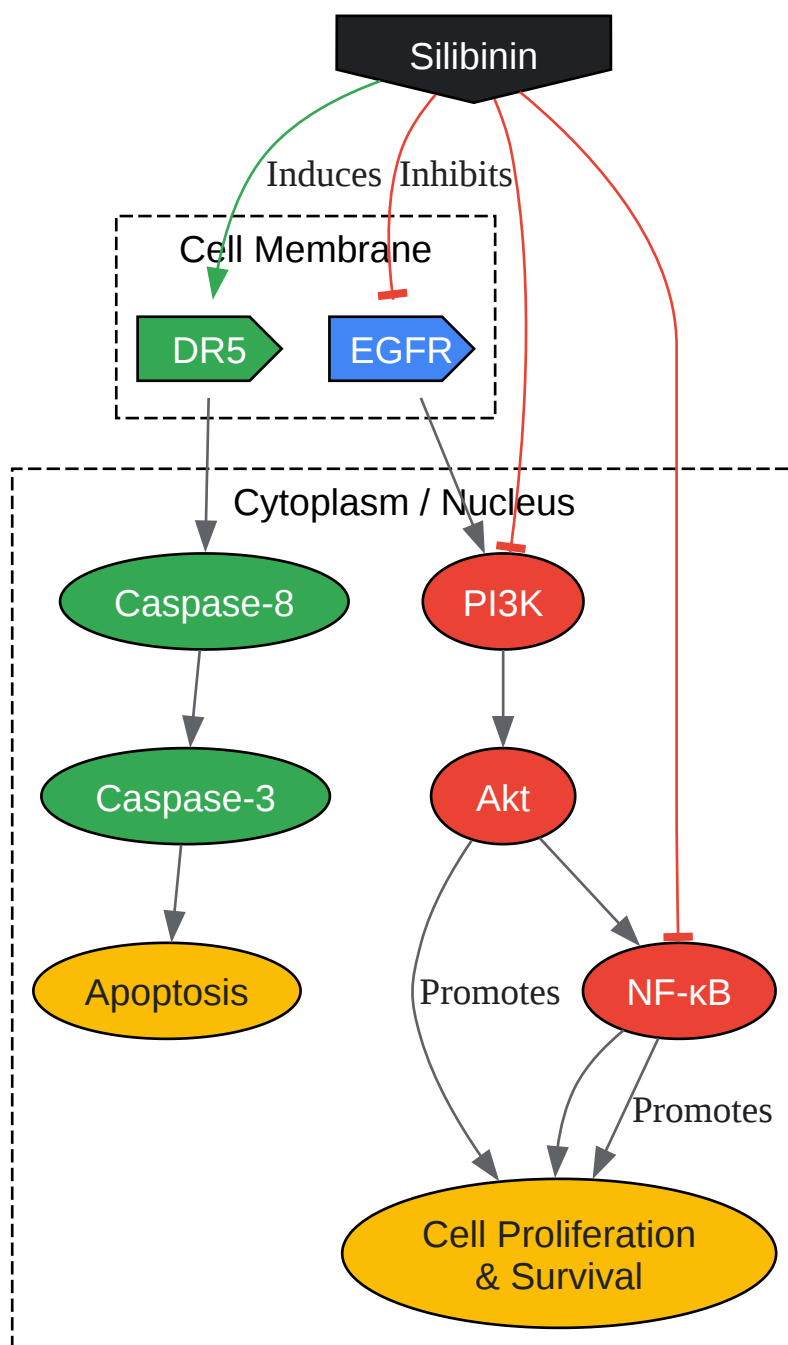 Silibinin
Induces
Inhibits
Cell Membrane
DR5
EGFR
Cytoplasm / Nucleus
Caspase-8
PI3K
Caspase-3
Akt
Apoptosis
Promotes
NF-κB
Promotes
Cell Proliferation
& Survival